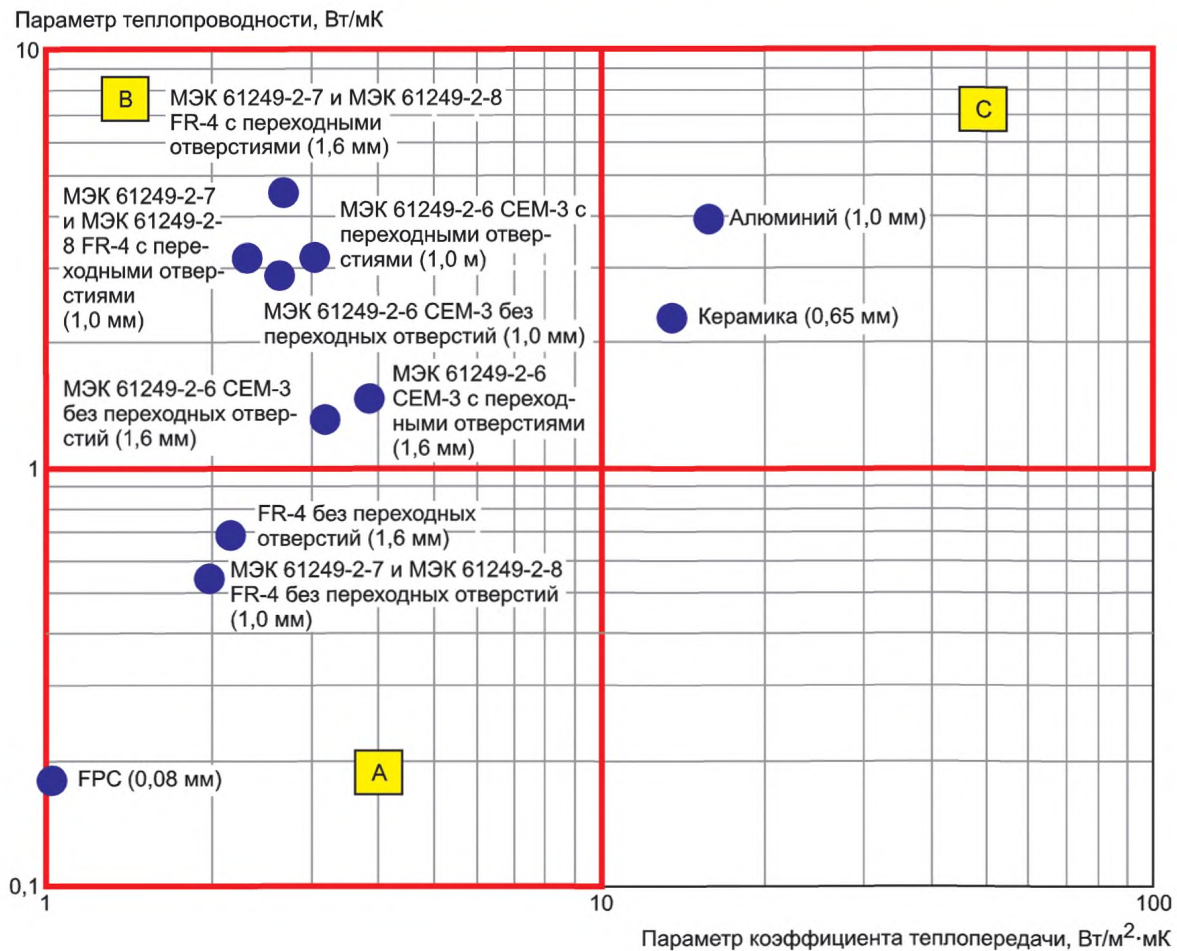 Параметр теплопроводности, Вт/мК
10
B
МЭК 61249-2-7 и МЭК 61249-2-8
FR-4 с переходными
отверстиями (1,6 мм)
C
МЭК 61249-2-7
и МЭК 61249-2-
8 FR-4 с пере-
ходными отвер-
стиями
(1,0 мм)
МЭК 61249-2-6 СЕМ-3 с
переходными отвер-
стиями (1,0 м)
Алюминий (1,0 мм)
МЭК 61249-2-6 СЕМ-3 без
переходных отверстий (1,0 мм)
Керамика (0,65 мм)
МЭК 61249-2-6 СЕМ-3
без переходных отвер-
стий (1,6 мм)
МЭК 61249-2-6
СЕМ-3 с переход-
ными отверстиями
(1,6 мм)
1
FR-4 без переходных
отверстий (1,6 мм)
МЭК 61249-2-7 и МЭК 61249-2-8
FR-4 без переходных отверстий
(1,0 мм)
A
FPC (0,08 мм)
0,1
1
10
100
Параметр коэффициента теплопередачи, Вт/м²·мК